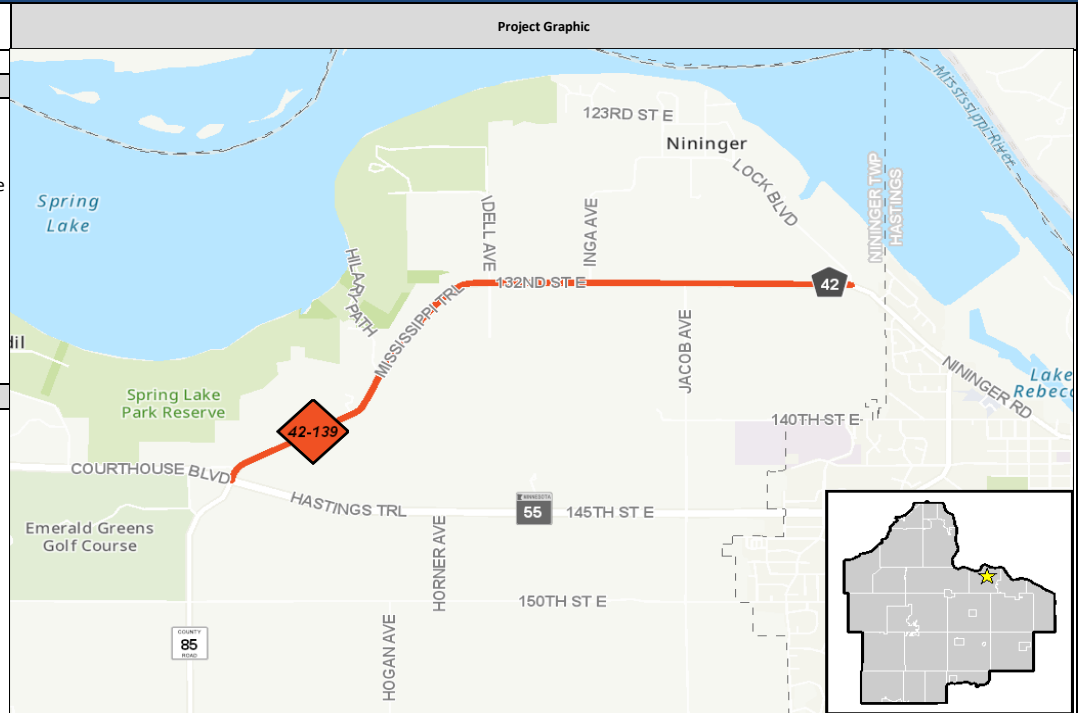 Project Graphic
123RD ST E
Nininger
Mississippi River
LOCK BLVD
NININGER TWP
HASTINGS
e
Spring
Lake
IDELL AVE
INGA AVE
HILARY PATH
132ND ST E
42
MISSISSIPPI TRL
JACOB AVE
dil
NININGER RD
Lake
Rebecc
Spring Lake
Park Reserve
42-139
140TH ST E
COURTHOUSE BLVD
HASTINGS TRL
MINNESOTA
55
145TH ST E
Emerald Greens
Golf Course
HORNER AVE
150TH ST E
COUNTY
85
ROAD
HOGAN AVE